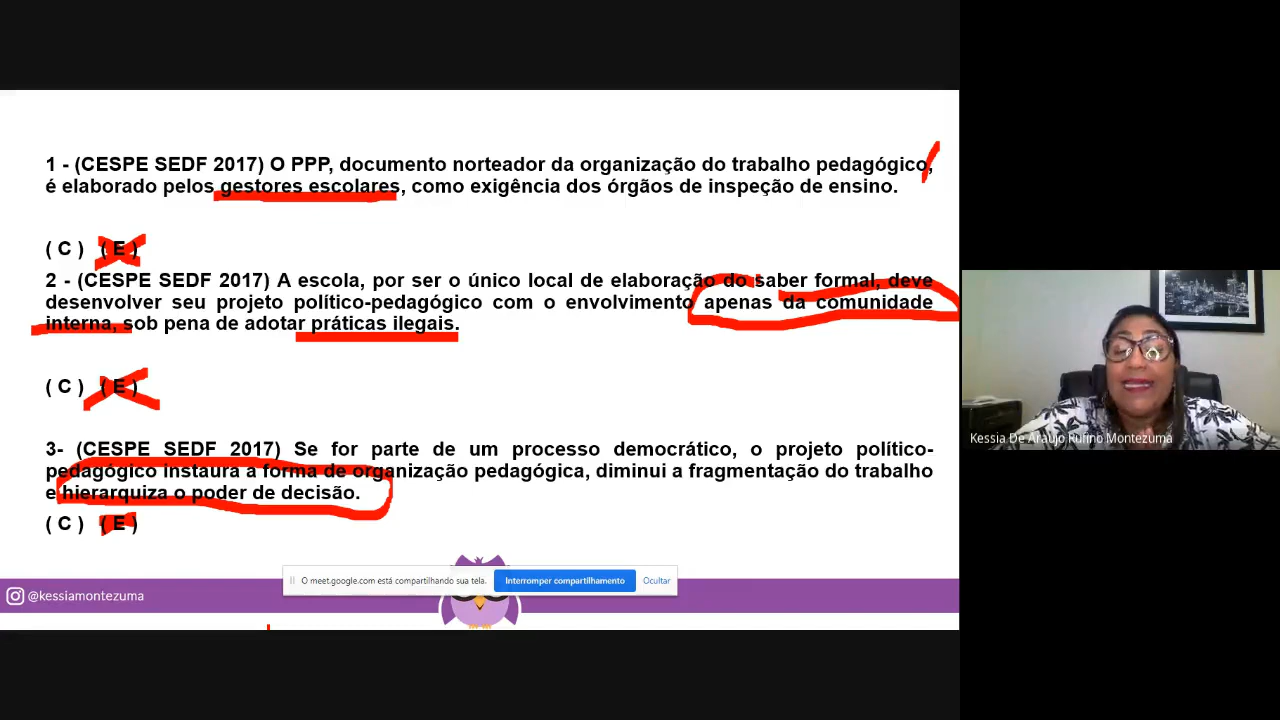 1 - (CESPE SEDF 2017) O PPP, documento norteador da organização do trabalho pedagógico,
é elaborado pelos gestores escolares, como exigência dos órgãos de inspeção de ensino.
( C ) ( E )
2 - (CESPE SEDF 2017) A escola, por ser o único local de elaboração do saber formal, deve
desenvolver seu projeto político-pedagógico com o envolvimento apenas da comunidade
interna, sob pena de adotar práticas ilegais.
( C ) ( E )
3- (CESPE SEDF 2017) Se for parte de um processo democrático, o projeto político-
pedagógico instaura a forma de organização pedagógica, diminui a fragmentação do trabalho
e hierarquiza o poder de decisão.
( C ) ( E )
O meet.google.com está compartilhando sua tela. Interromper compartilhamento Ocultar
@kessiamontezuma
Kessia De Araujo Rufino Montezuma